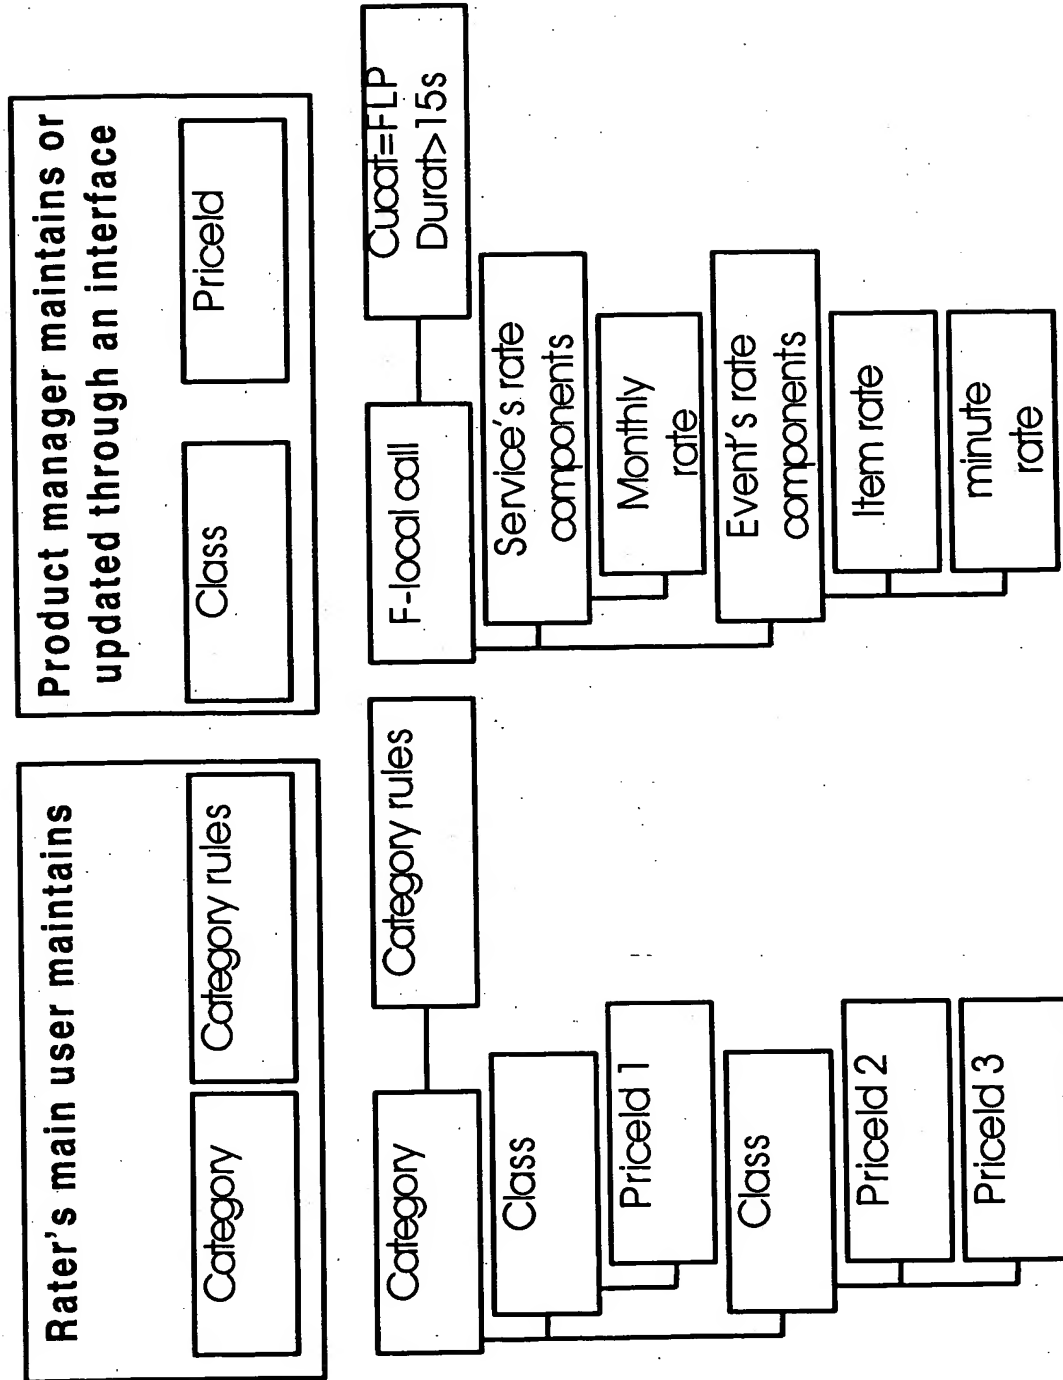 Rater's main user maintains
Category
Category rules
Product manager maintains or
updated through an interface
Class
PriceId
Category
Category rules
Class
PriceId 1
Class
PriceId 2
PriceId 3
F-local call
Cucat=FLP
Durat>15s
Service's rate
components
Monthly
rate
Event's rate
components
Item rate
minute
rate